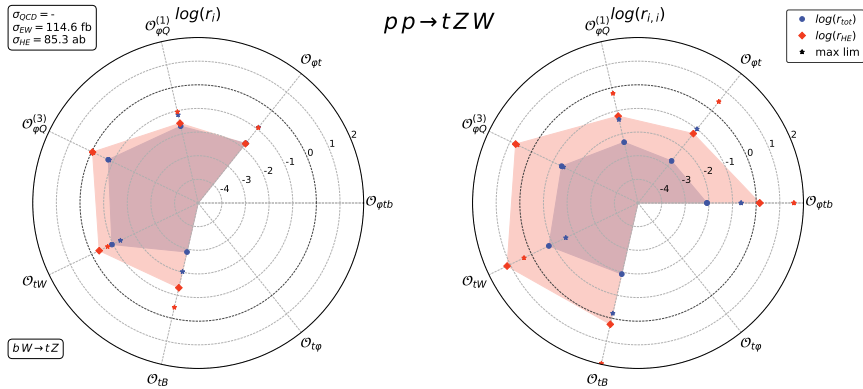 σ_QCD = -
σ_EW = 114.6 fb
σ_HE = 85.3 ab
log(r_i)
p p → t Z W
log(r_{i,i})
log(r_tot)
log(r_HE)
max lim
𝒪_φt
𝒪_φQ^(1)
𝒪_φQ^(3)
𝒪_tW
𝒪_tB
𝒪_tφ
𝒪_φtb
-4
-3
-2
-1
0
1
2
𝒪_φt
𝒪_φQ^(1)
𝒪_φQ^(3)
𝒪_tW
𝒪_tB
𝒪_tφ
𝒪_φtb
-4
-3
-2
-1
0
1
2
b W → t Z